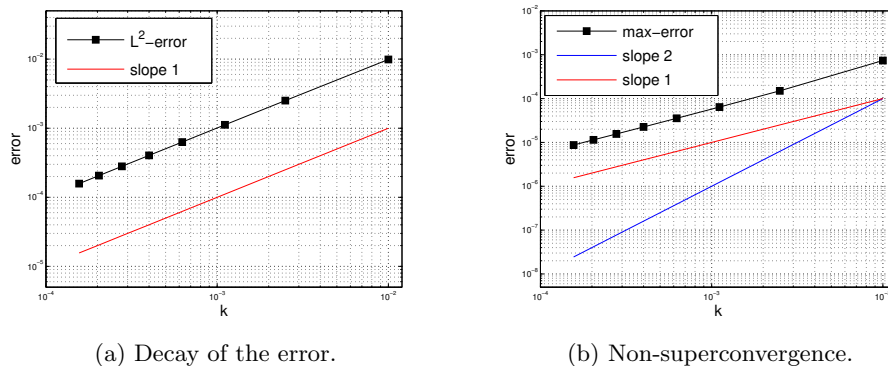 10⁻²
10⁻³
10⁻⁴
10⁻⁵
error
L²−error
slope 1
10⁻⁴
10⁻³
10⁻²
k
(a) Decay of the error.
10⁻²
10⁻³
10⁻⁴
10⁻⁵
10⁻⁶
10⁻⁷
10⁻⁸
error
max−error
slope 2
slope 1
10⁻⁴
10⁻³
k
(b) Non-superconvergence.